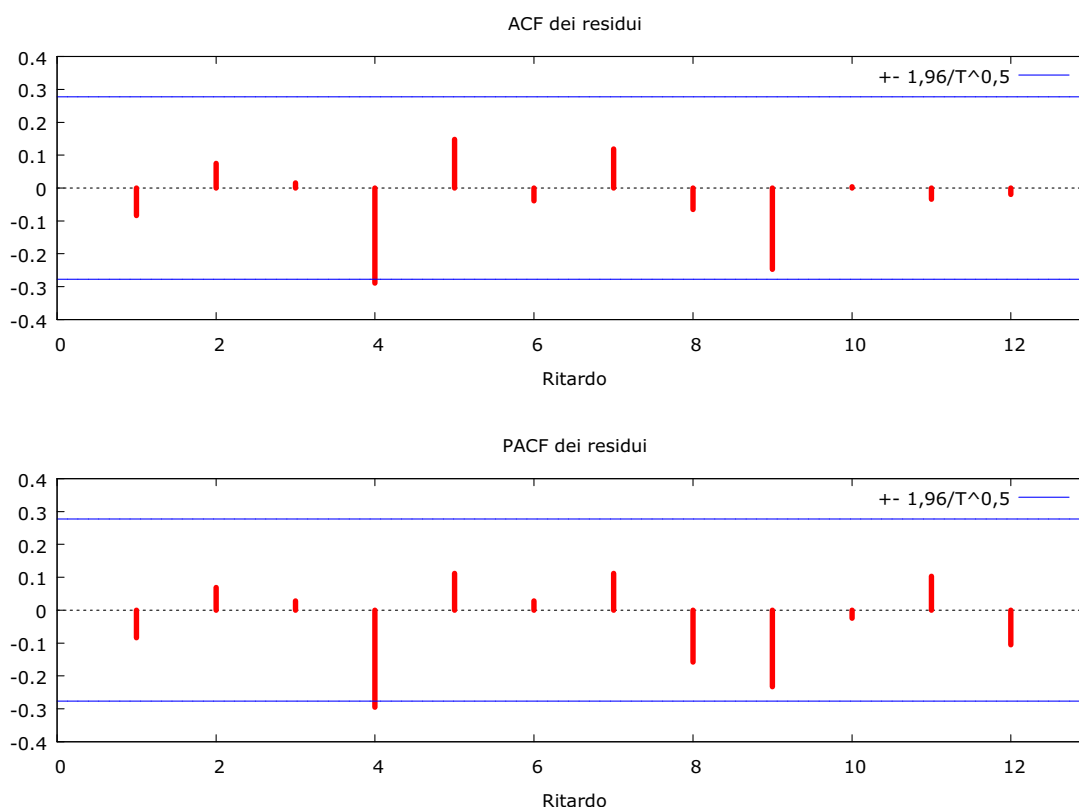 ACF dei residui
0.4
+- 1,96/T^0,5
0.3
0.2
0.1
0
-0.1
-0.2
-0.3
-0.4
0 2 4 6 8 10 12
Ritardo
PACF dei residui
0.4
+- 1,96/T^0,5
0.3
0.2
0.1
0
-0.1
-0.2
-0.3
-0.4
0 2 4 6 8 10 12
Ritardo